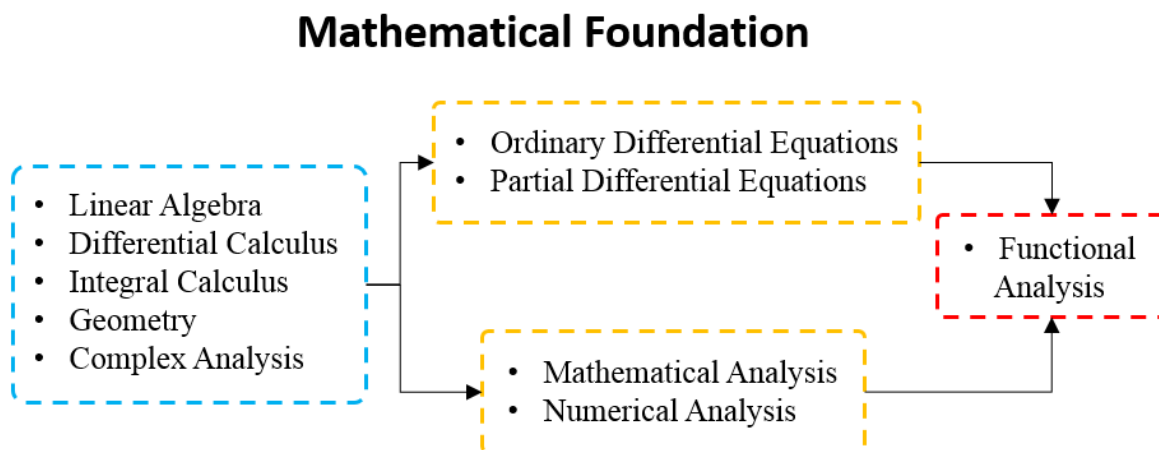 Mathematical Foundation
• Linear Algebra
• Differential Calculus
• Integral Calculus
• Geometry
• Complex Analysis
• Ordinary Differential Equations
• Partial Differential Equations
• Mathematical Analysis
• Numerical Analysis
• Functional
Analysis